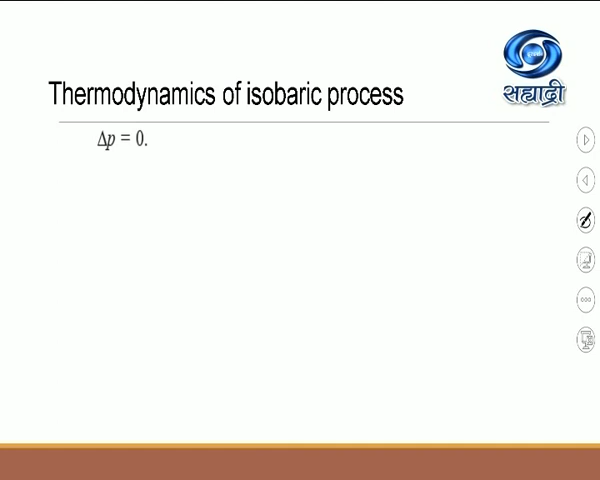 Thermodynamics of isobaric process
सह्याद्री
Δp = 0.